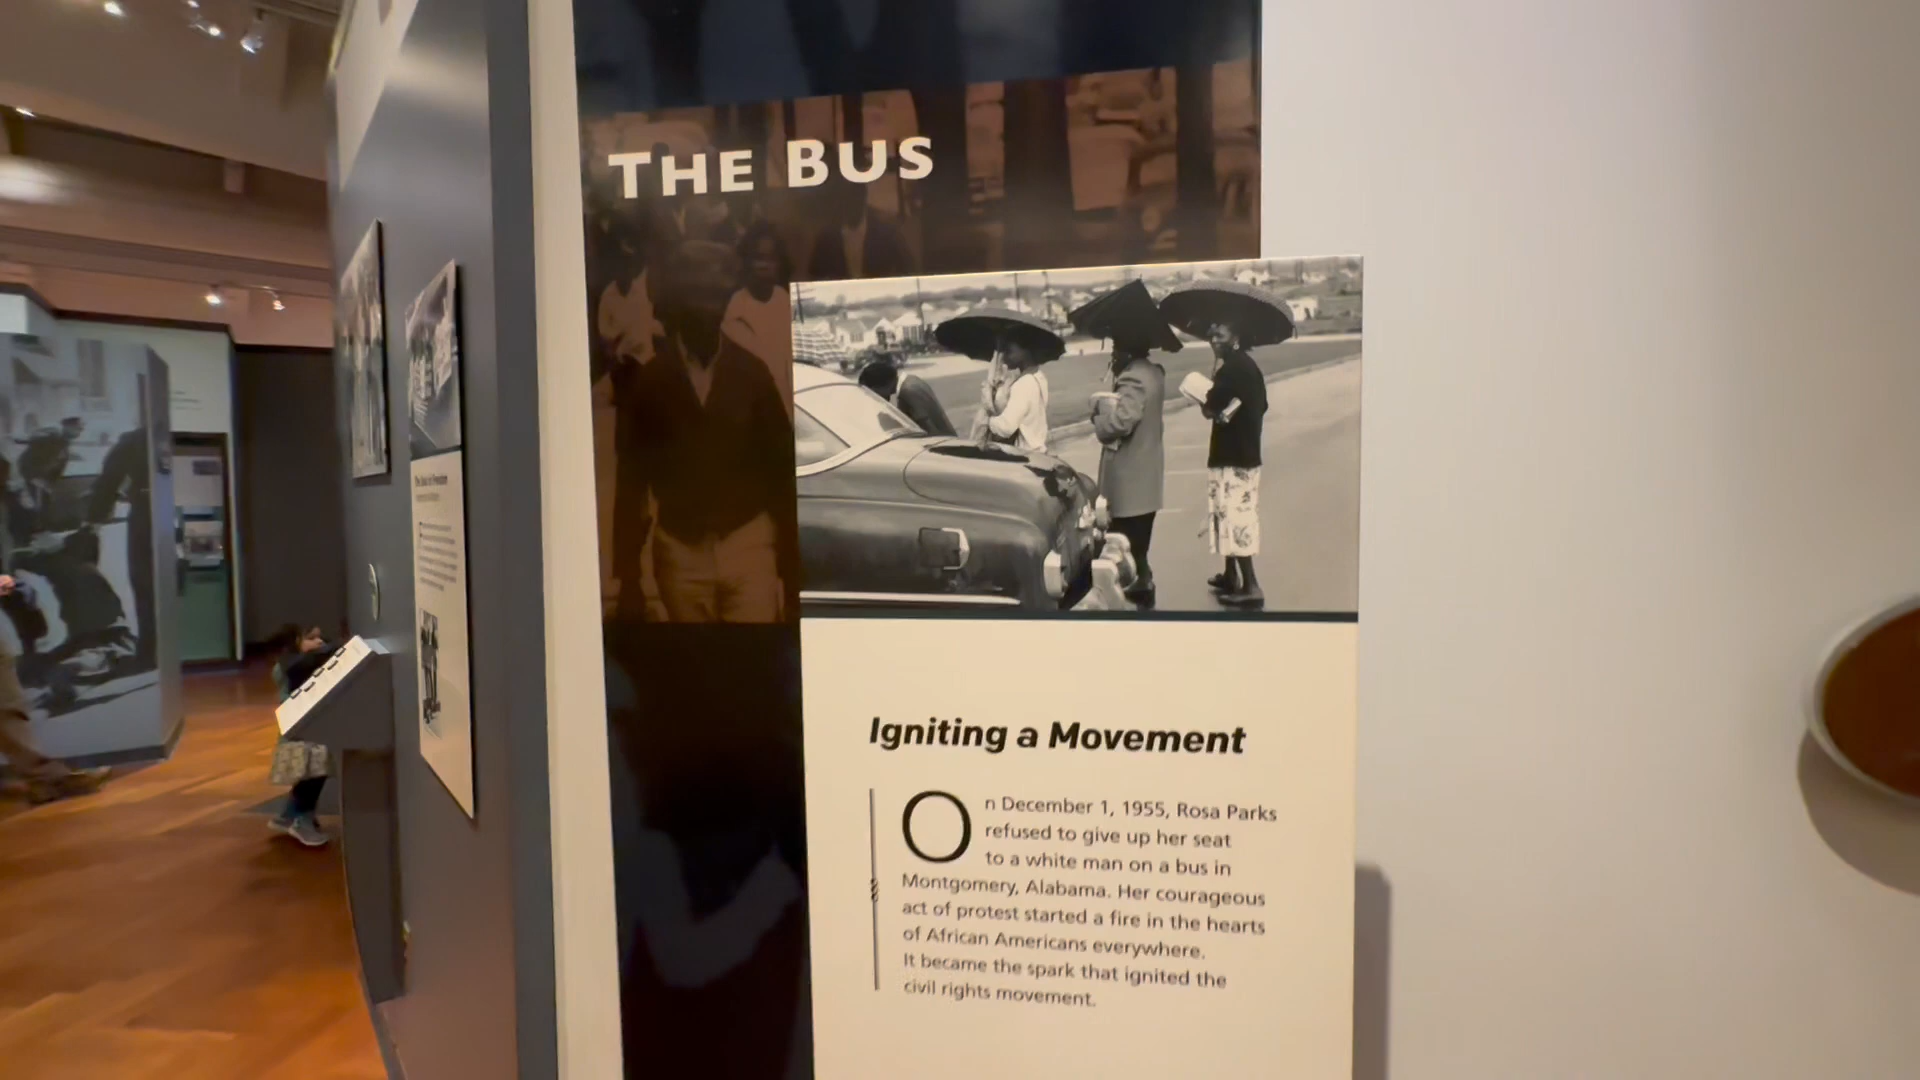 THE BUS
Igniting a Movement
On December 1, 1955, Rosa Parks
refused to give up her seat
to a white man on a bus in
Montgomery, Alabama. Her courageous
act of protest started a fire in the hearts
of African Americans everywhere.
It became the spark that ignited the
civil rights movement.